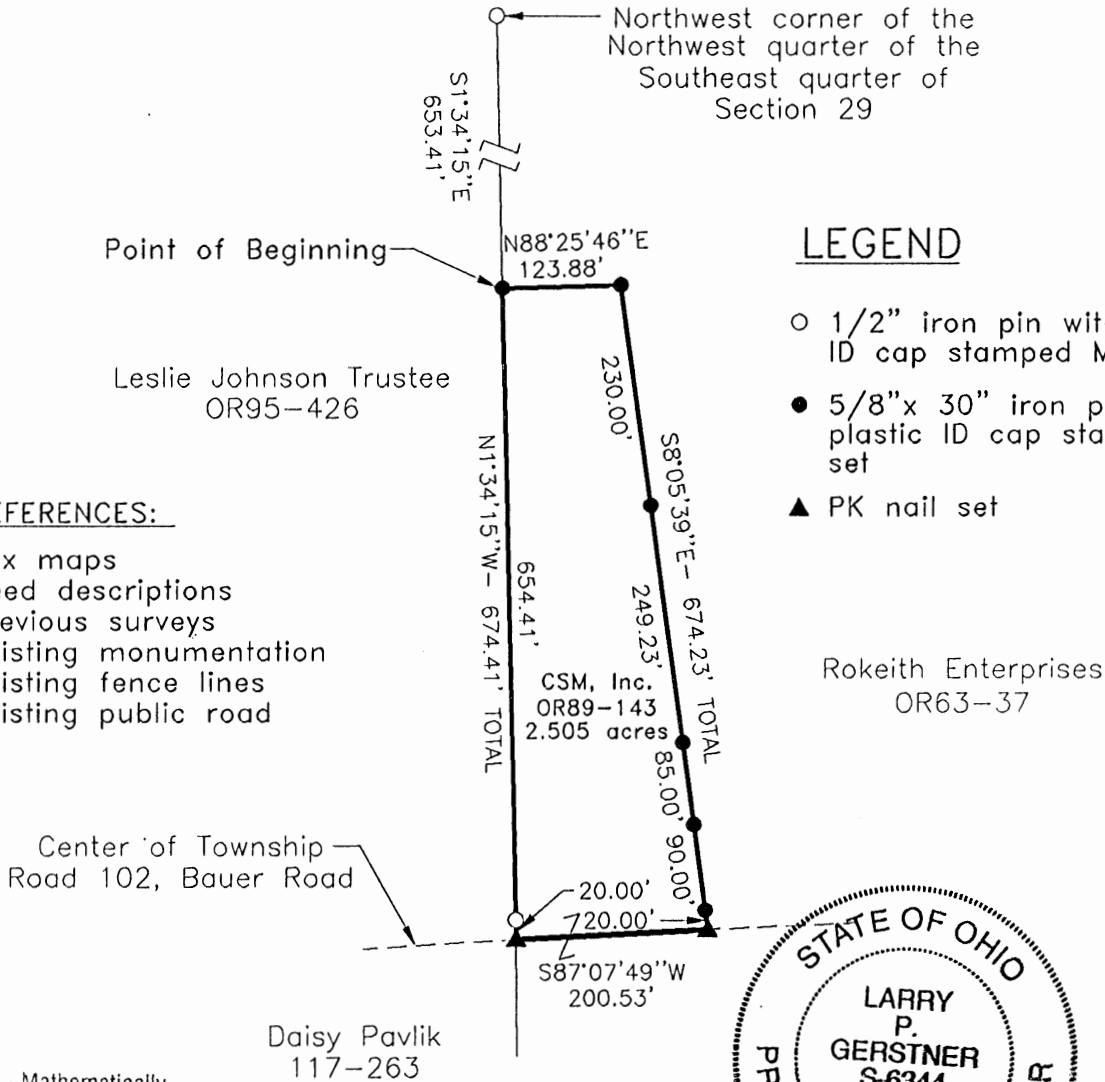 Northwest corner of the
Northwest quarter of the
Southeast quarter of
Section 29
S1°34'15"E
653.41'
Point of Beginning
N88°25'46"E
123.88'
LEGEND
1/2" iron pin
ID cap stamped
5/8"x 30" iron
plastic ID cap
set
PK nail set
Leslie Johnson Trustee
OR95-426
230.00'
S8°05'39"E- 674.23' TOTAL
N1°34'15"W- 674.41' TOTAL
654.41'
249.23'
maps
descriptions
surveys
monumentation
fence lines
public road
CSM, Inc.
OR89-143
2.505 acres
Rokeith Enterprises
OR63-37
85.00'
90.00'
Center of Township
Road 102, Bauer Road
20.00'
20.00'
S87°07'49"W
200.53'
Daisy Pavlik
117-263
Mathematically
STATE OF OHIO
LARRY
P.
GERSTNER
S-6344